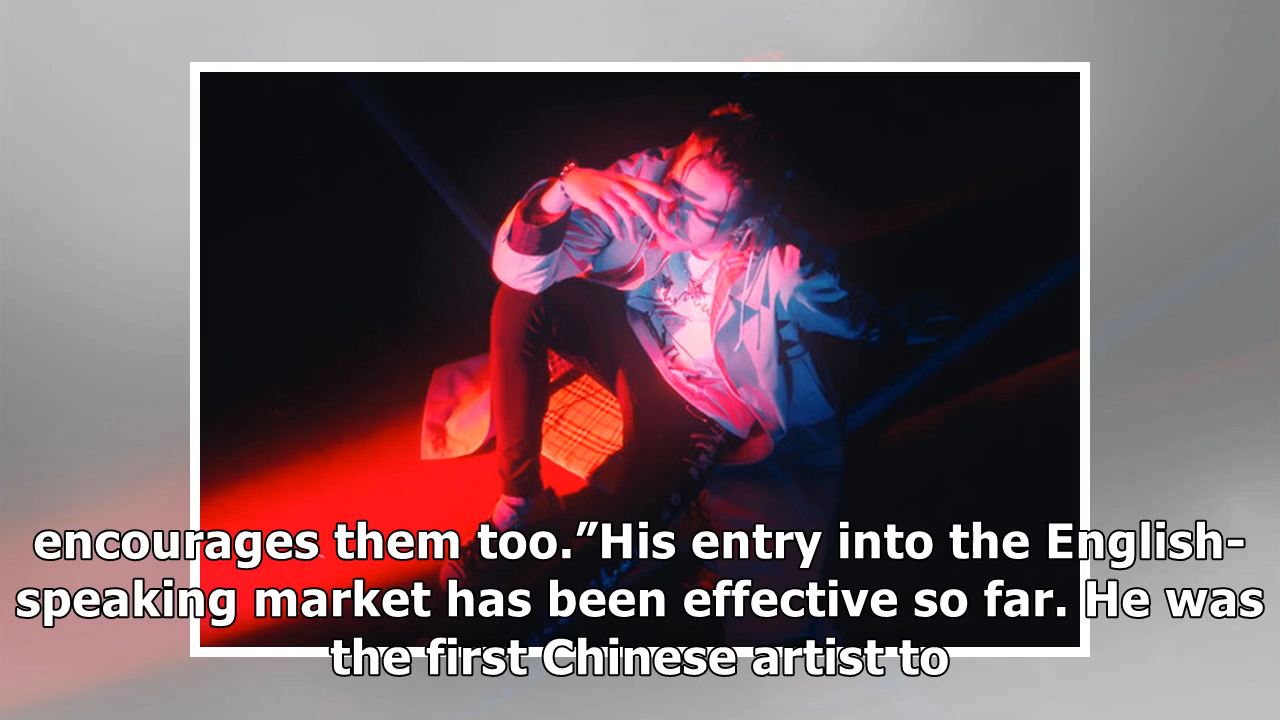 encourages them too.”His entry into the English-
speaking market has been effective so far. He was
the first Chinese artist to